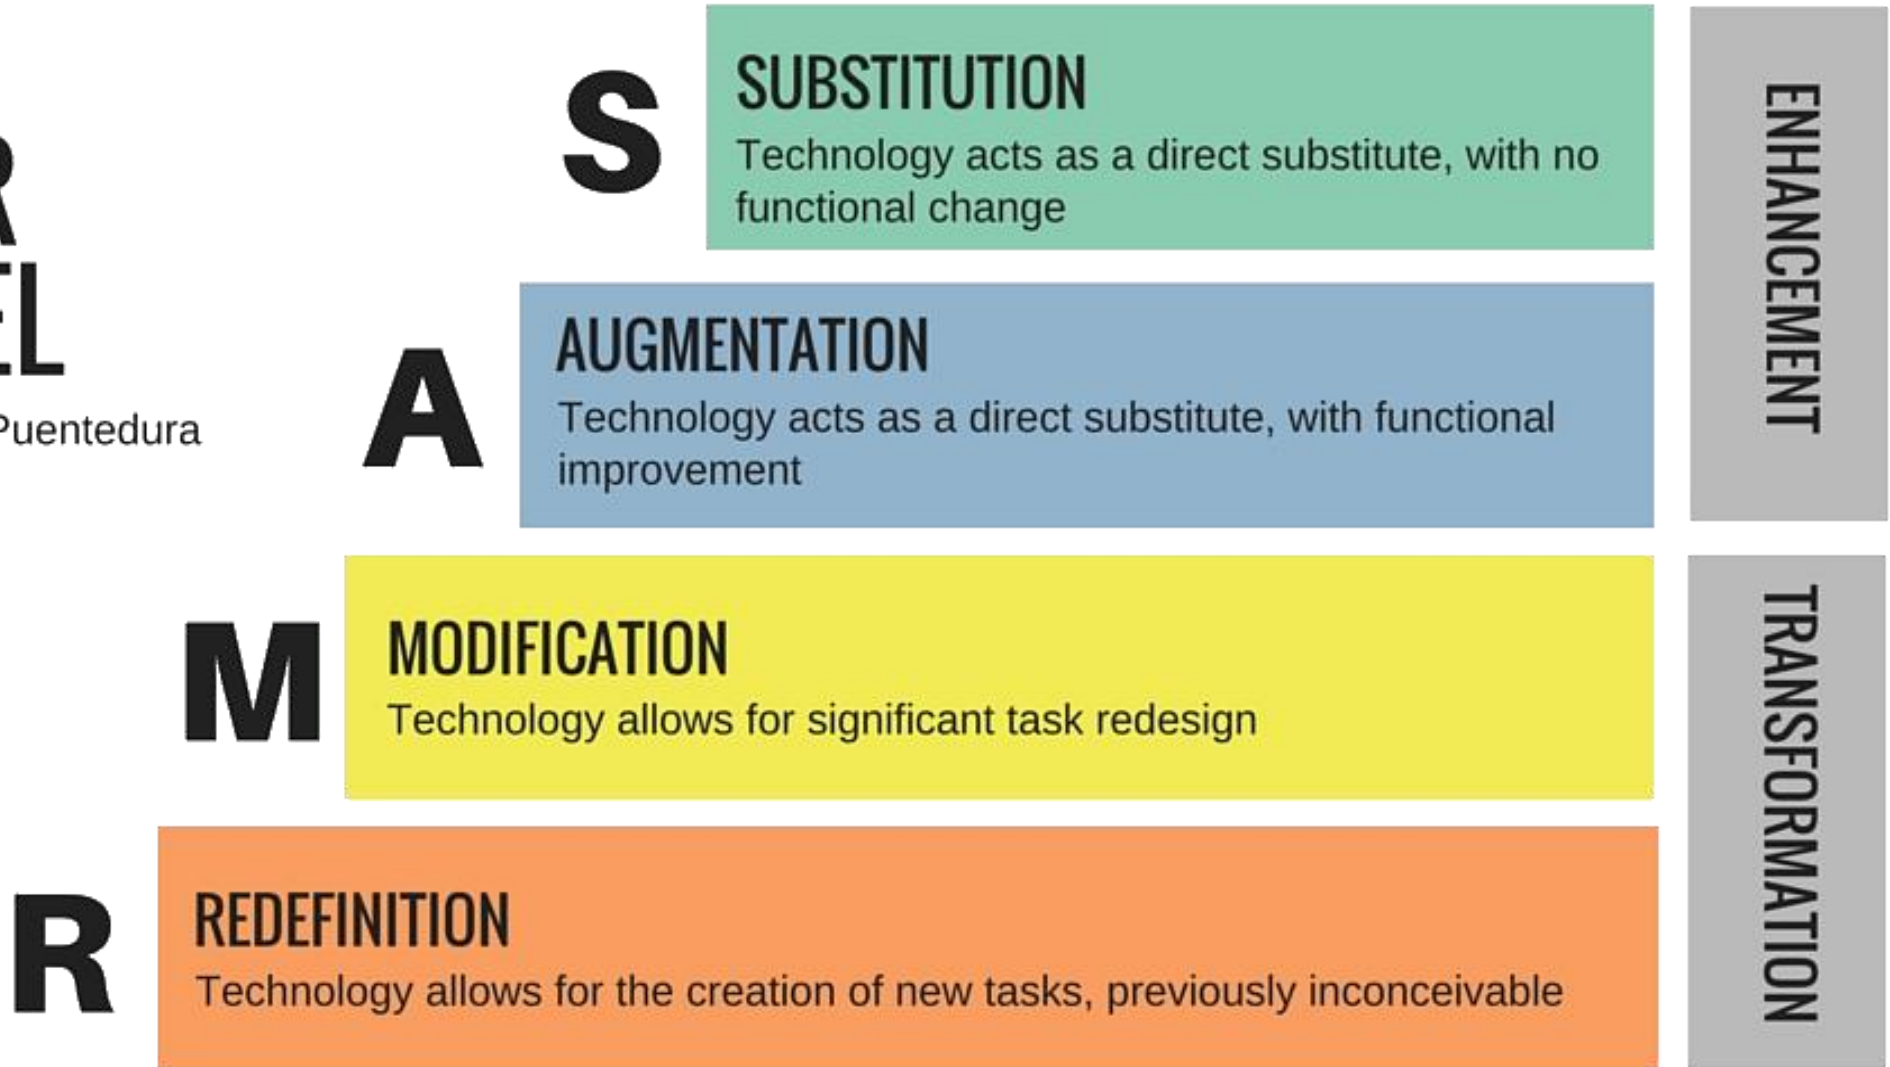 S
SUBSTITUTION
Technology acts as a direct substitute, with no
functional change
ENHANCEMENT
R
EL
Puentedura
A
AUGMENTATION
Technology acts as a direct substitute, with functional
improvement
M
MODIFICATION
Technology allows for significant task redesign
TRANSFORMATION
R
REDEFINITION
Technology allows for the creation of new tasks, previously inconceivable